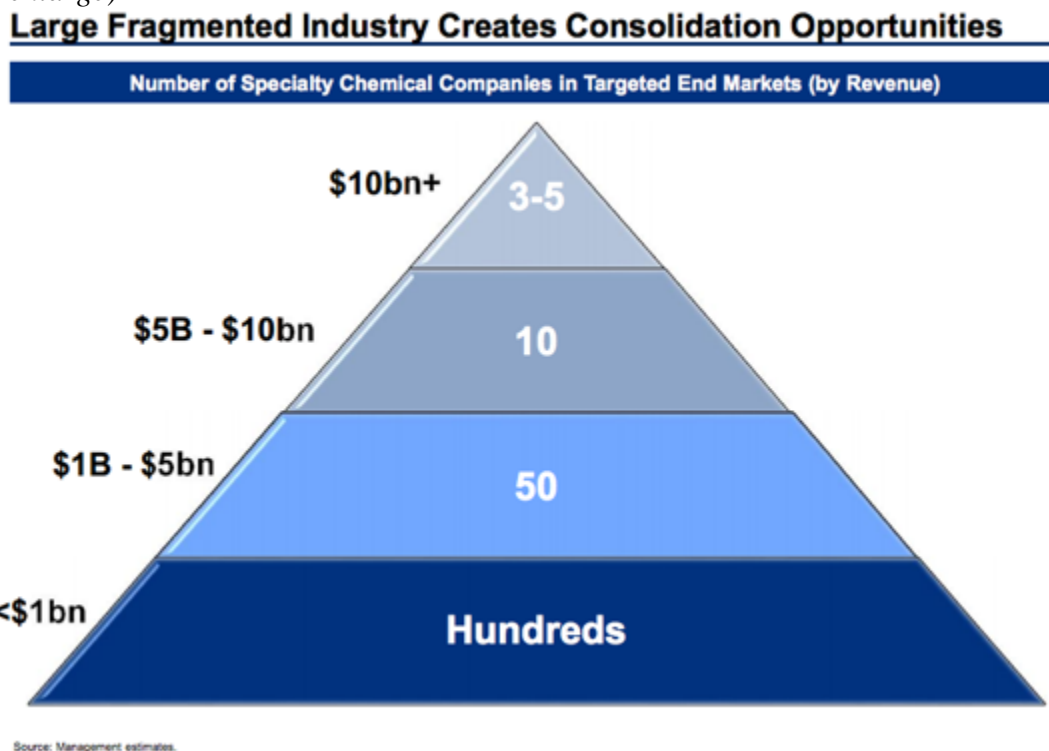 Large Fragmented Industry Creates Consolidation Opportunities
Number of Specialty Chemical Companies in Targeted End Markets (by Revenue)
$10bn+
3-5
$5B - $10bn
10
$1B - $5bn
50
<$1bn
Hundreds
Source: Management estimates.